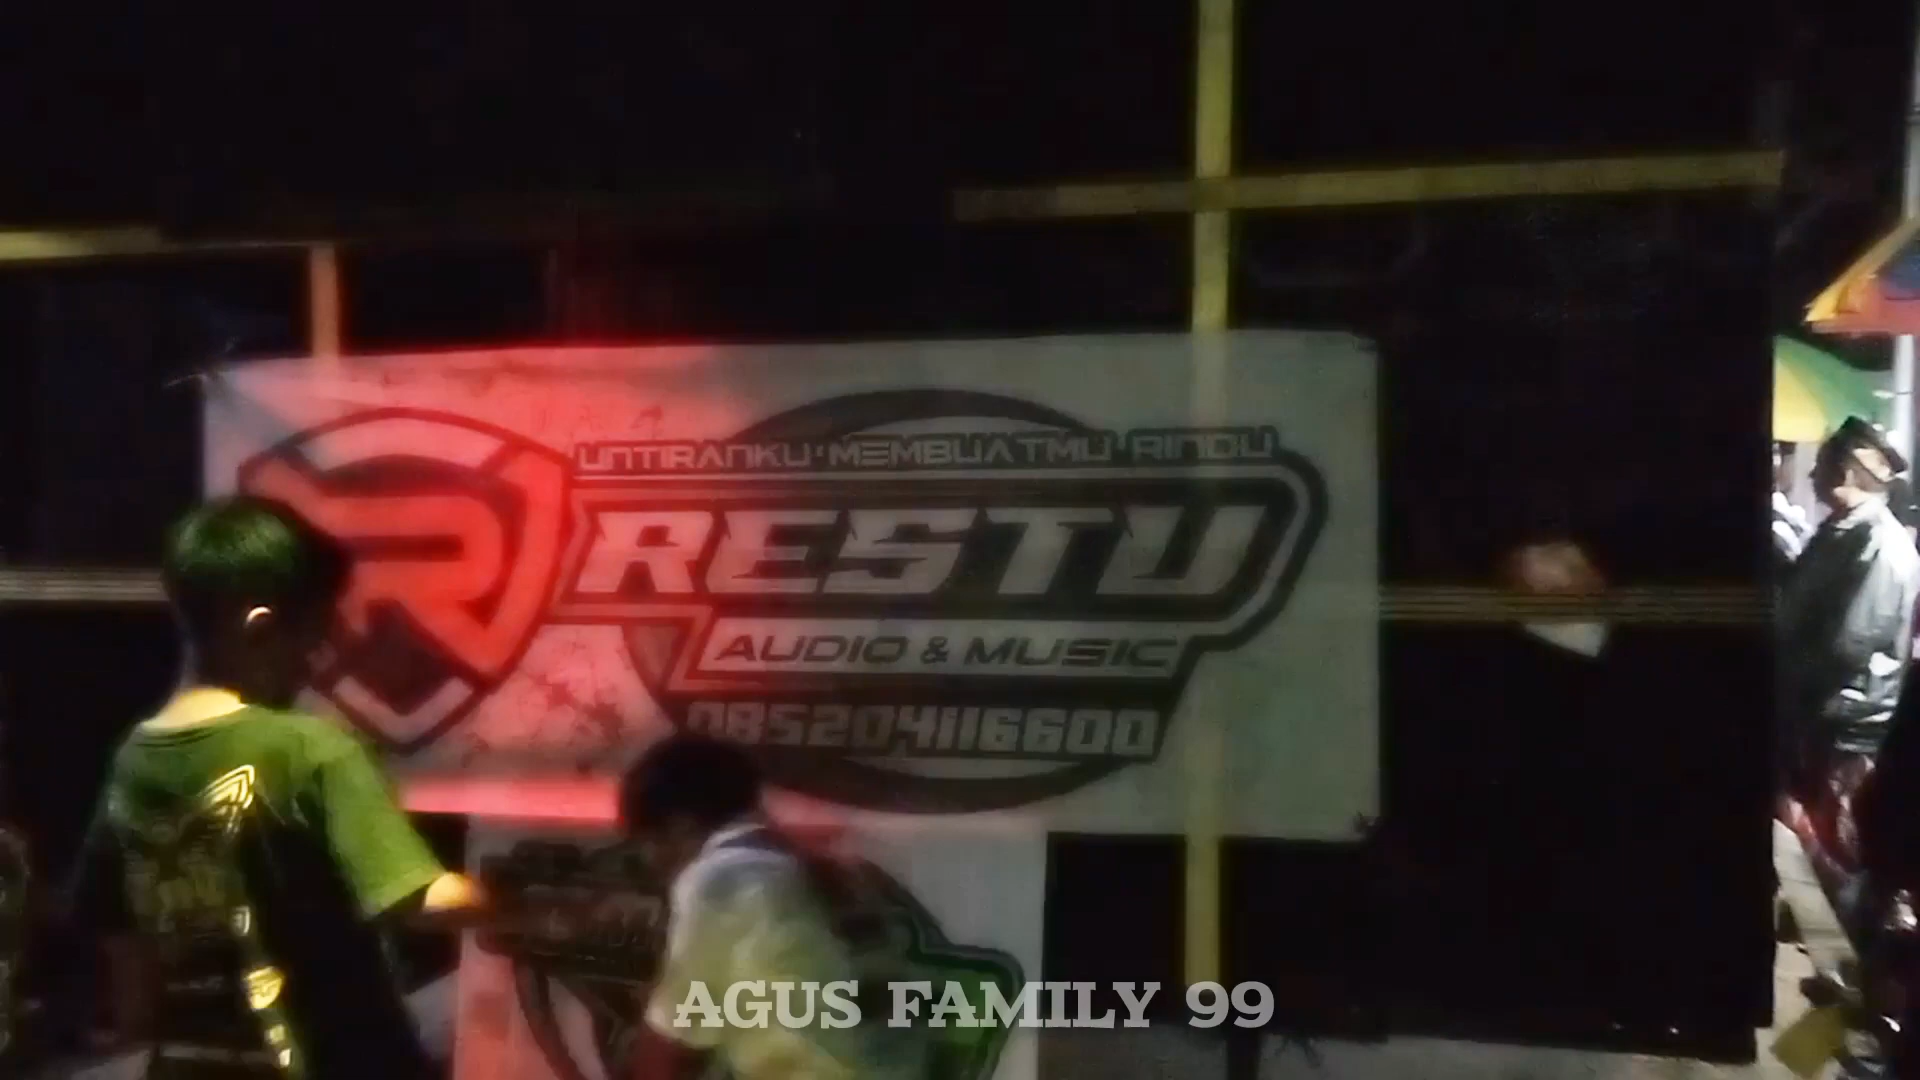 UNTIRANKU MEMBUATMU RINDU
R
RESTU
AUDIO & MUSIC
085204116600
AGUS FAMILY 99